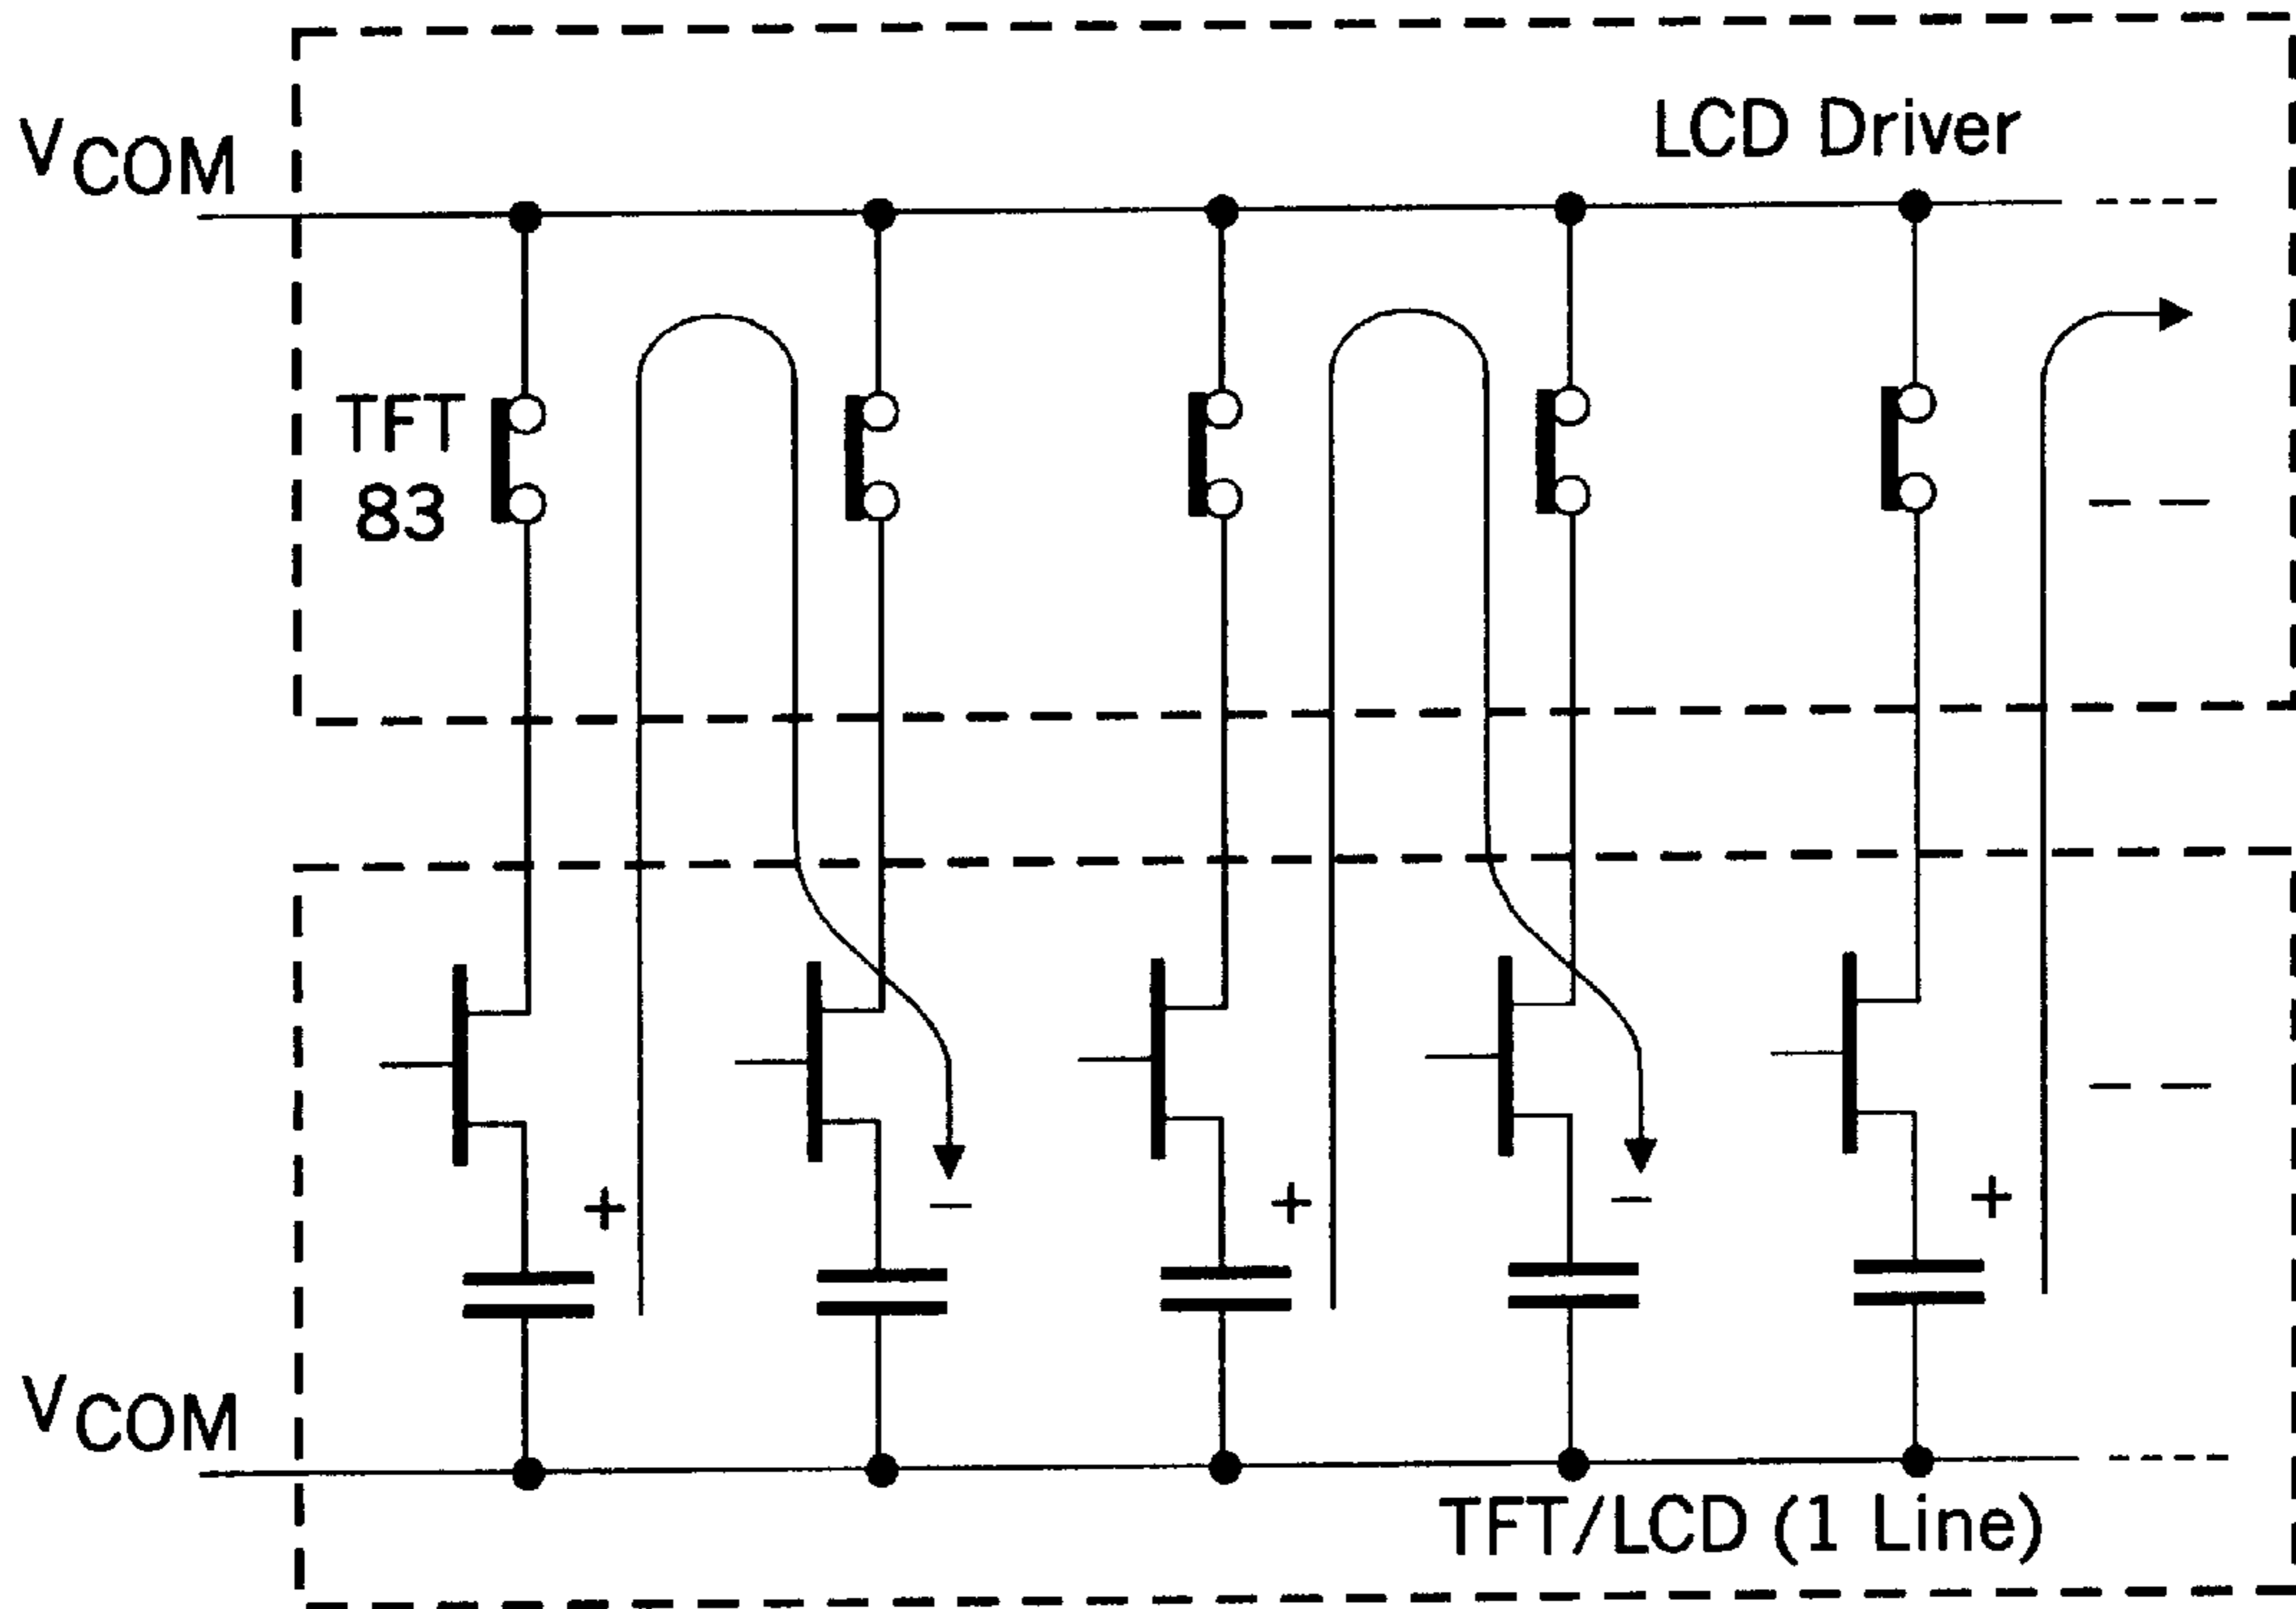 LCD Driver
VCOM
TFT
83
+
−
+
−
+
VCOM
TFT/LCD (1 Line)